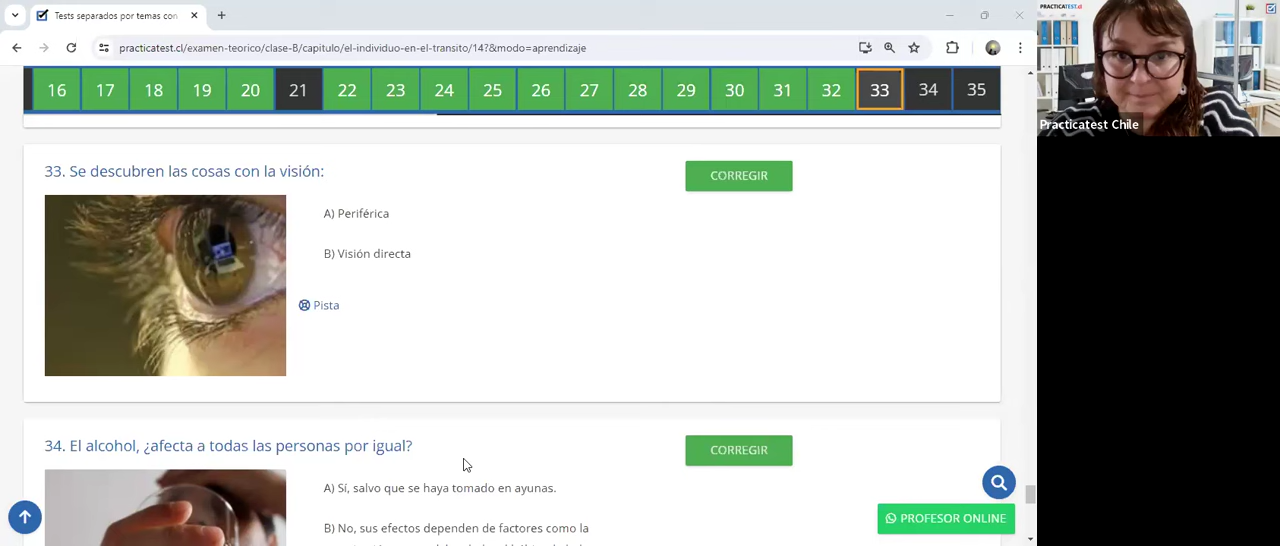 Tests separados por temas con
practicatest.cl/examen-teorico/clase-B/capitulo/el-individuo-en-el-transito/14?&modo=aprendizaje
PRACTICATEST.cl
Practicatest Chile
16 17 18 19 20 21 22 23 24 25 26 27 28 29 30 31 32 33 34 35
33. Se descubren las cosas con la visión:
CORREGIR
A) Periférica
B) Visión directa
Pista
34. El alcohol, ¿afecta a todas las personas por igual?
CORREGIR
A) Sí, salvo que se haya tomado en ayunas.
B) No, sus efectos dependen de factores como la
PROFESOR ONLINE